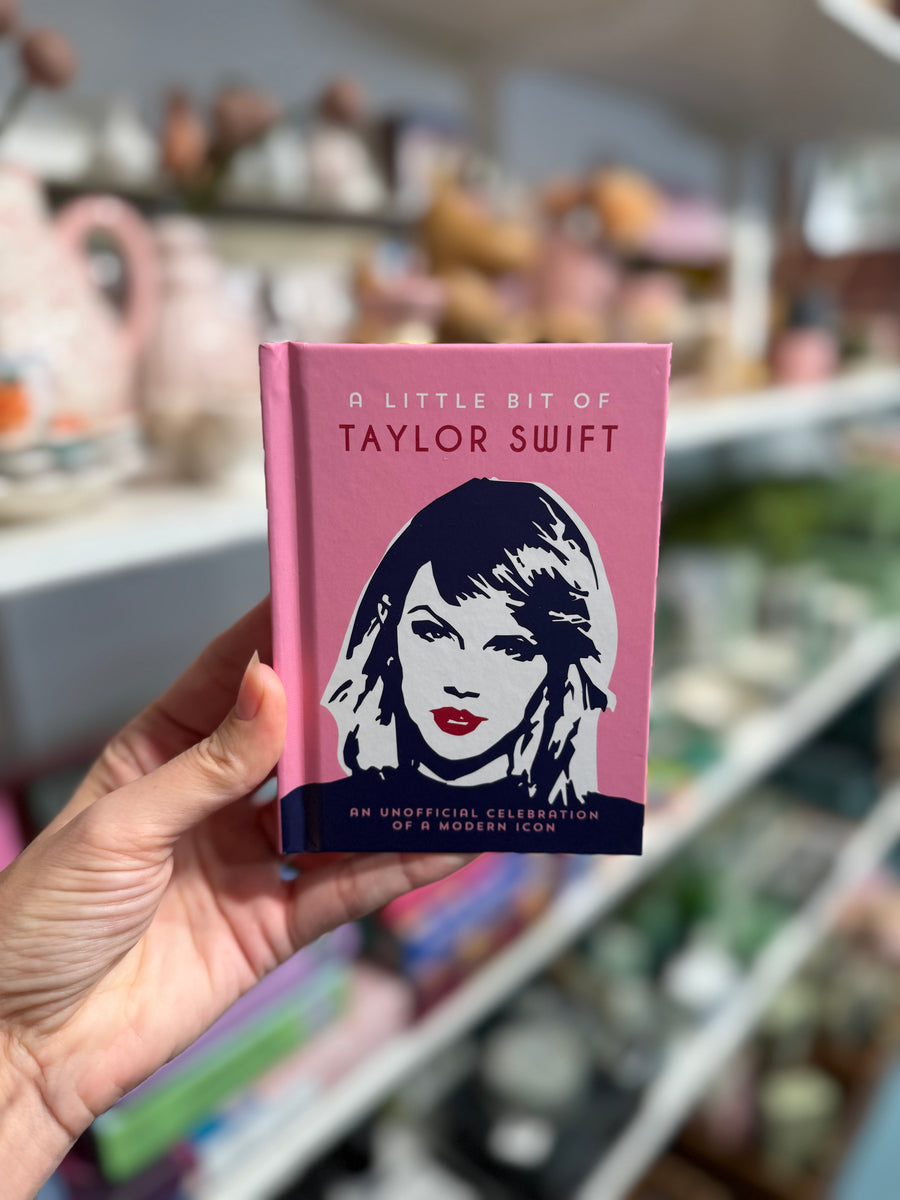 A LITTLE BIT OF
TAYLOR SWIFT
AN UNOFFICIAL CELEBRATION
OF A MODERN ICON